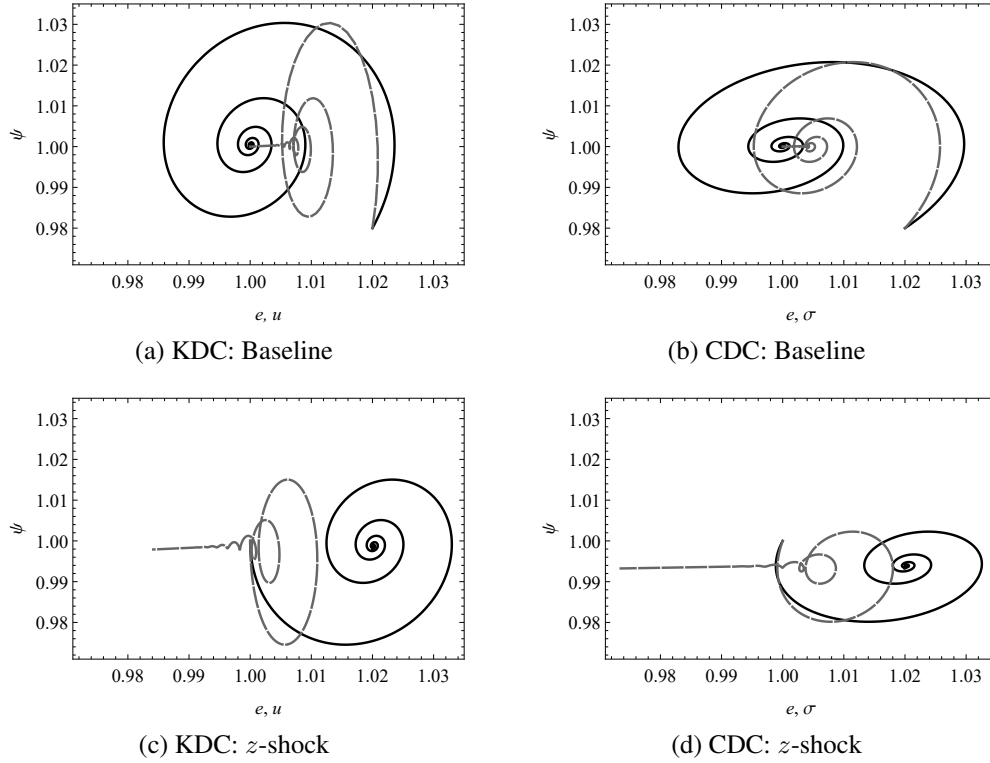 1.03 1.03
1.02 1.02
1.01 1.01
ψ 1.00 ψ 1.00
0.99 0.99
0.98 0.98
0.98 0.99 1.00 1.01 1.02 1.03 0.98 0.99 1.00 1.01 1.02 1.03
e, u e, σ
(a) KDC: Baseline (b) CDC: Baseline
1.03 1.03
1.02 1.02
1.01 1.01
ψ 1.00 ψ 1.00
0.99 0.99
0.98 0.98
0.98 0.99 1.00 1.01 1.02 1.03 0.98 0.99 1.00 1.01 1.02 1.03
e, u e, σ
(c) KDC: z-shock (d) CDC: z-shock